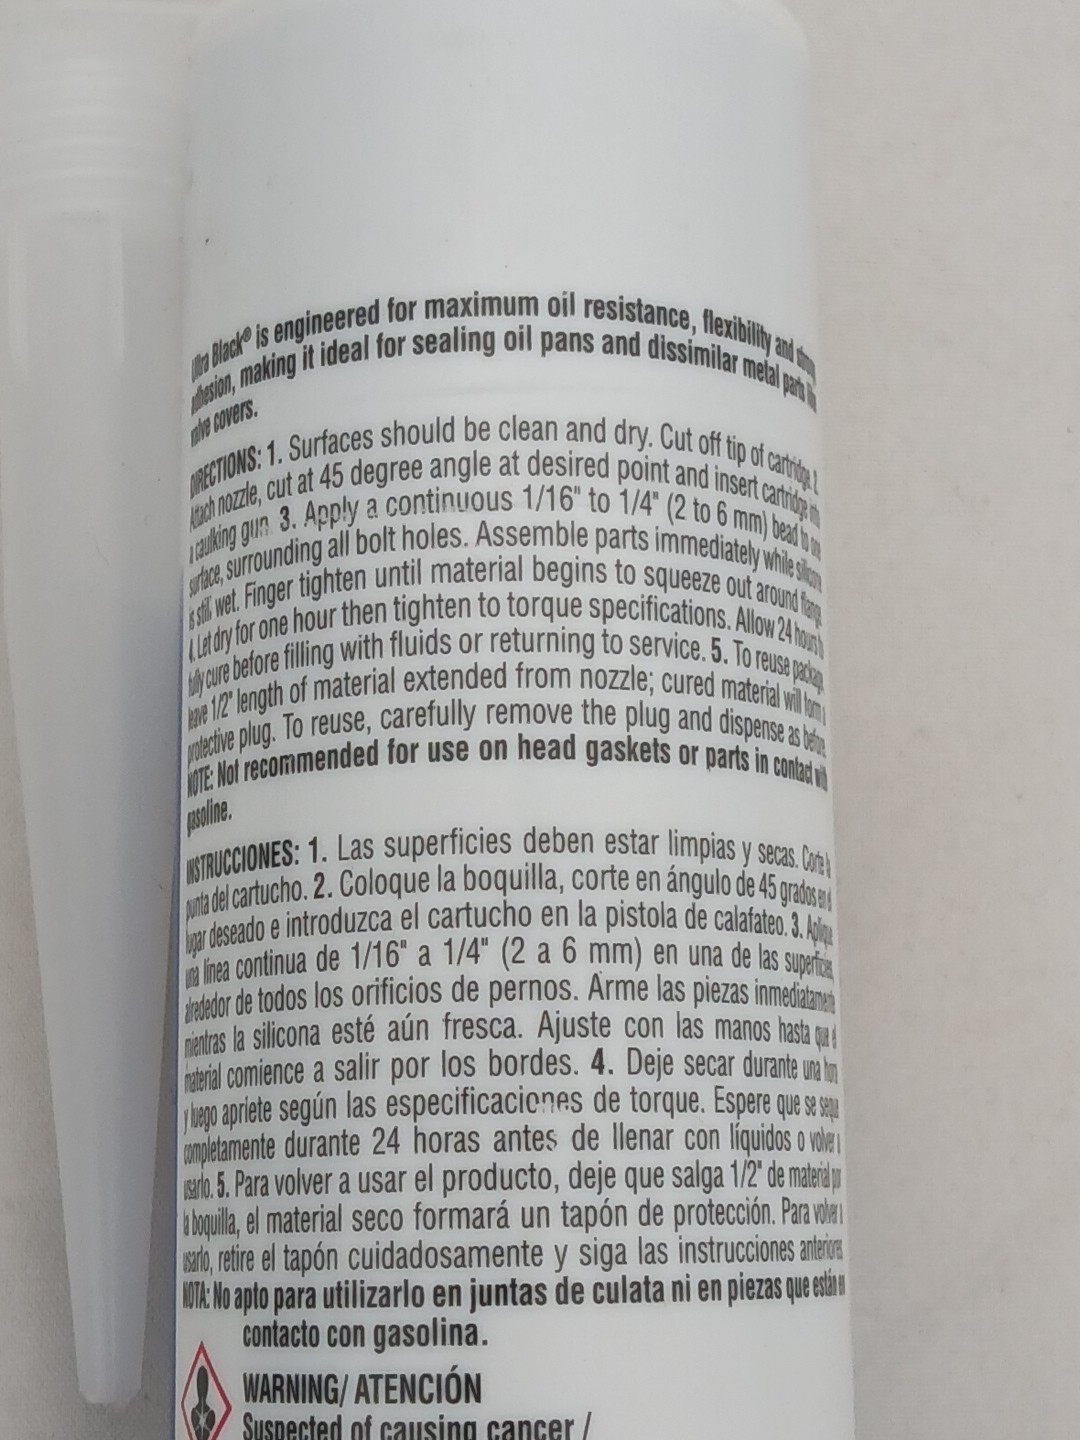 Ultra Black® is engineered for maximum oil resistance, flexibility and strong
adhesion, making it ideal for sealing oil pans and dissimilar metal parts like
valve covers.
DIRECTIONS: 1. Surfaces should be clean and dry. Cut off tip of cartridge. 2.
Attach nozzle, cut at 45 degree angle at desired point and insert cartridge into
a caulking gun. 3. Apply a continuous 1/16" to 1/4" (2 to 6 mm) bead to one
surface, surrounding all bolt holes. Assemble parts immediately while silicone
is still wet. Finger tighten until material begins to squeeze out around flange.
4. Let dry for one hour then tighten to torque specifications. Allow 24 hours to
fully cure before filling with fluids or returning to service. 5. To reuse package,
leave 1/2" length of material extended from nozzle; cured material will form a
protective plug. To reuse, carefully remove the plug and dispense as before.
NOTE: Not recommended for use on head gaskets or parts in contact with
gasoline.
INSTRUCCIONES: 1. Las superficies deben estar limpias y secas. Corte la
punta del cartucho. 2. Coloque la boquilla, corte en ángulo de 45 grados en el
lugar deseado e introduzca el cartucho en la pistola de calafateo. 3. Aplique
una línea continua de 1/16" a 1/4" (2 a 6 mm) en una de las superficies,
alrededor de todos los orificios de pernos. Arme las piezas inmediatamente
mientras la silicona esté aún fresca. Ajuste con las manos hasta que el
material comience a salir por los bordes. 4. Deje secar durante una hora
y luego apriete según las especificaciones de torque. Espere que se seque
completamente durante 24 horas antes de llenar con líquidos o volver a
usarlo. 5. Para volver a usar el producto, deje que salga 1/2" de material por
la boquilla, el material seco formará un tapón de protección. Para volver a
usarlo, retire el tapón cuidadosamente y siga las instrucciones anteriores.
NOTA: No apto para utilizarlo en juntas de culata ni en piezas que están en
contacto con gasolina.
WARNING/ ATENCIÓN
Suspected of causing cancer /